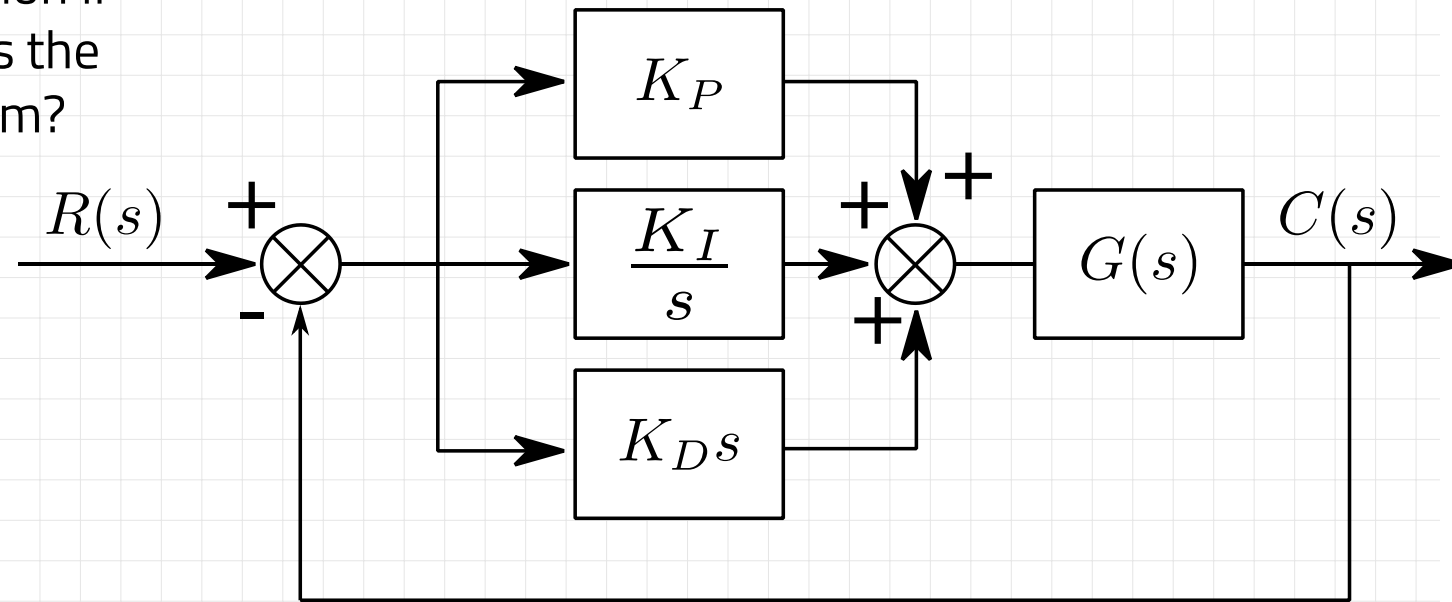 s the
m?
K_P
+
+
+
R(s)
K_I
s
G(s)
C(s)
-
+
K_D s